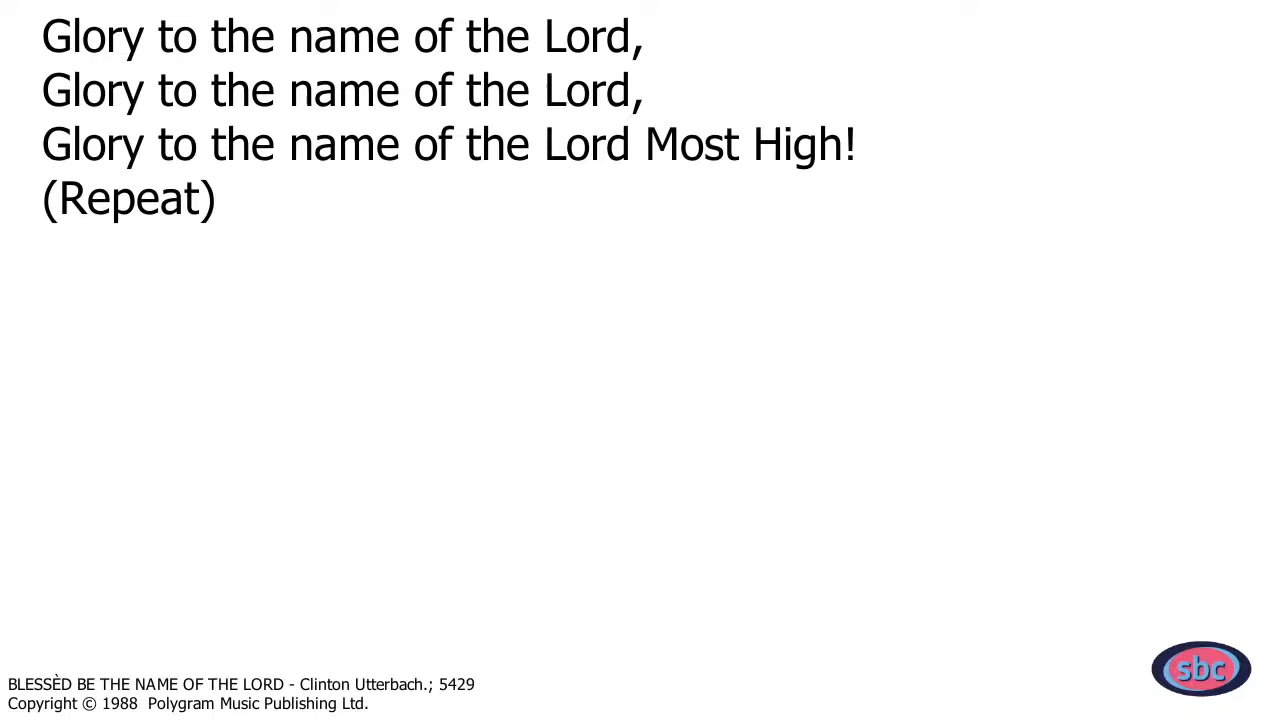 Glory to the name of the Lord,
Glory to the name of the Lord,
Glory to the name of the Lord Most High!
(Repeat)
sbc
BLESSÈD BE THE NAME OF THE LORD - Clinton Utterbach.; 5429
Copyright © 1988  Polygram Music Publishing Ltd.